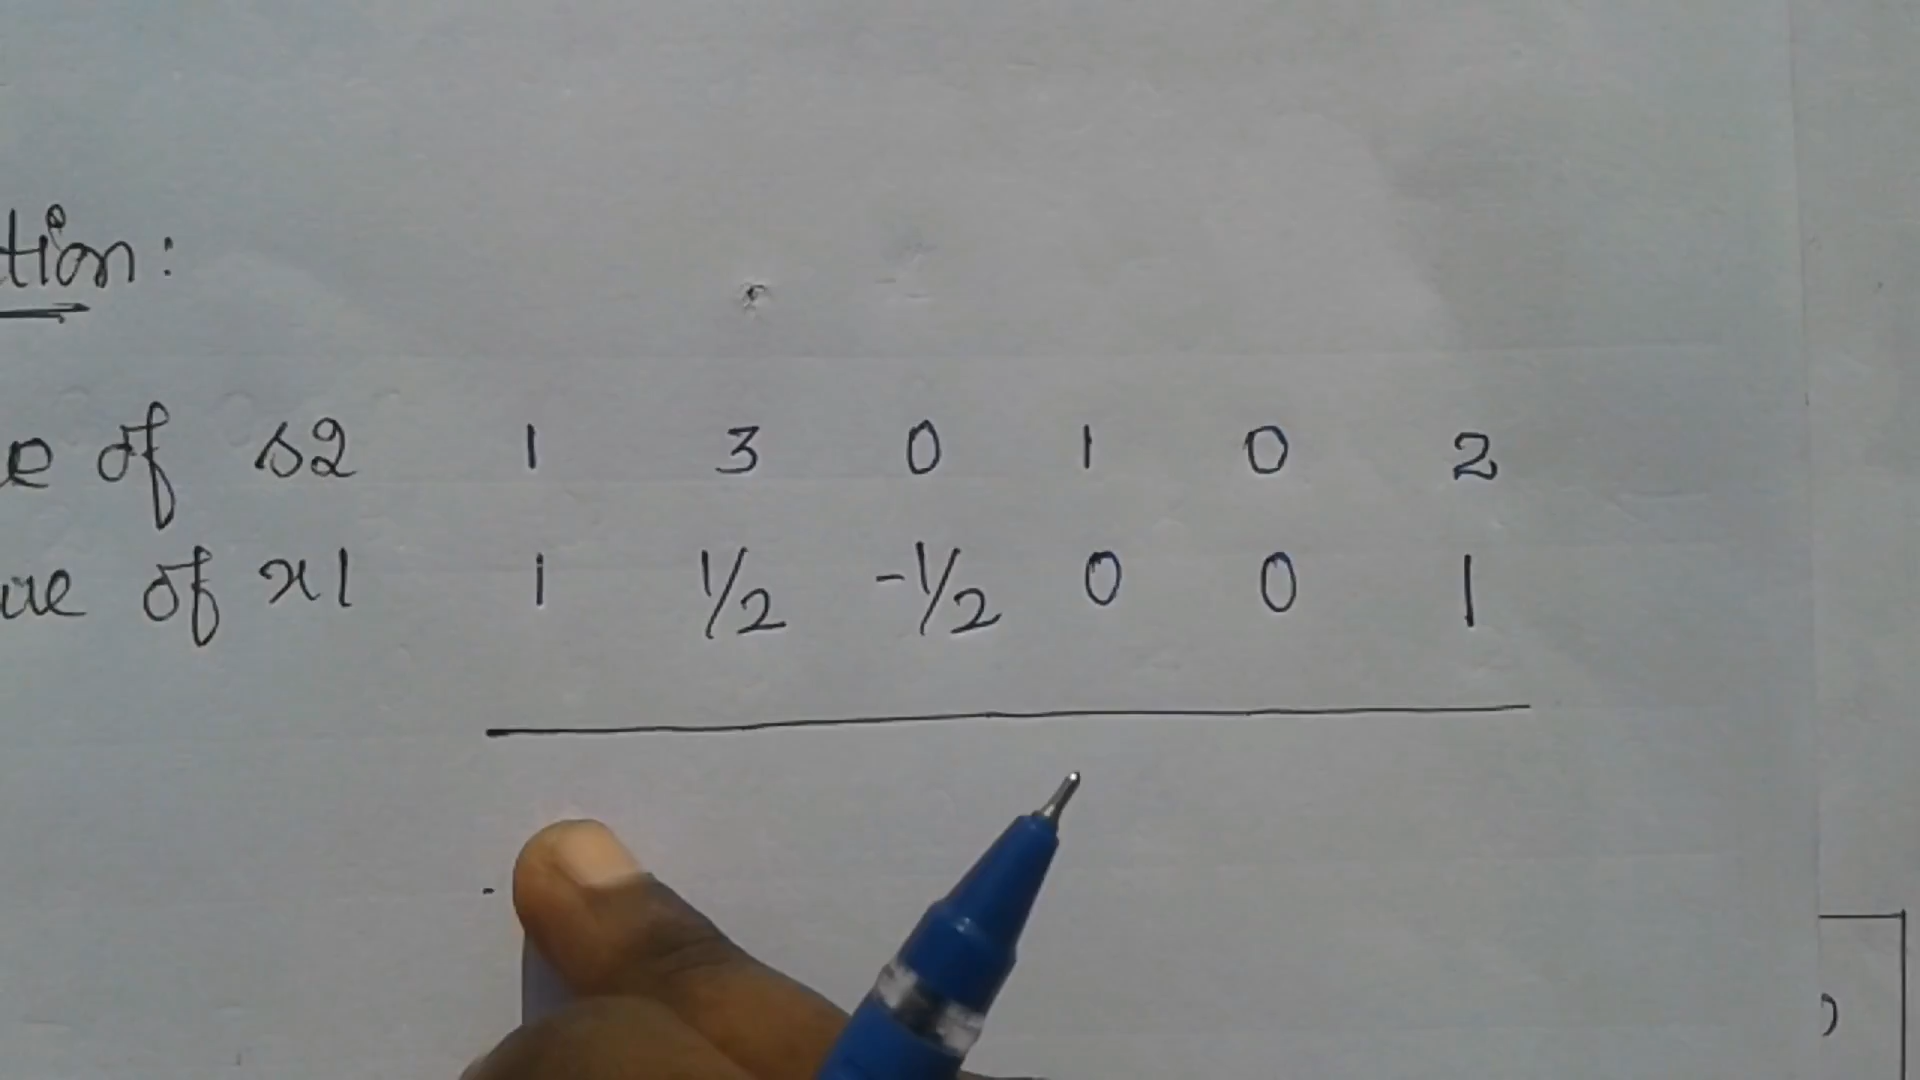 tion:
e of s2 1 3 0 1 0 2
ue of x1 1 1/2 -1/2 0 0 1